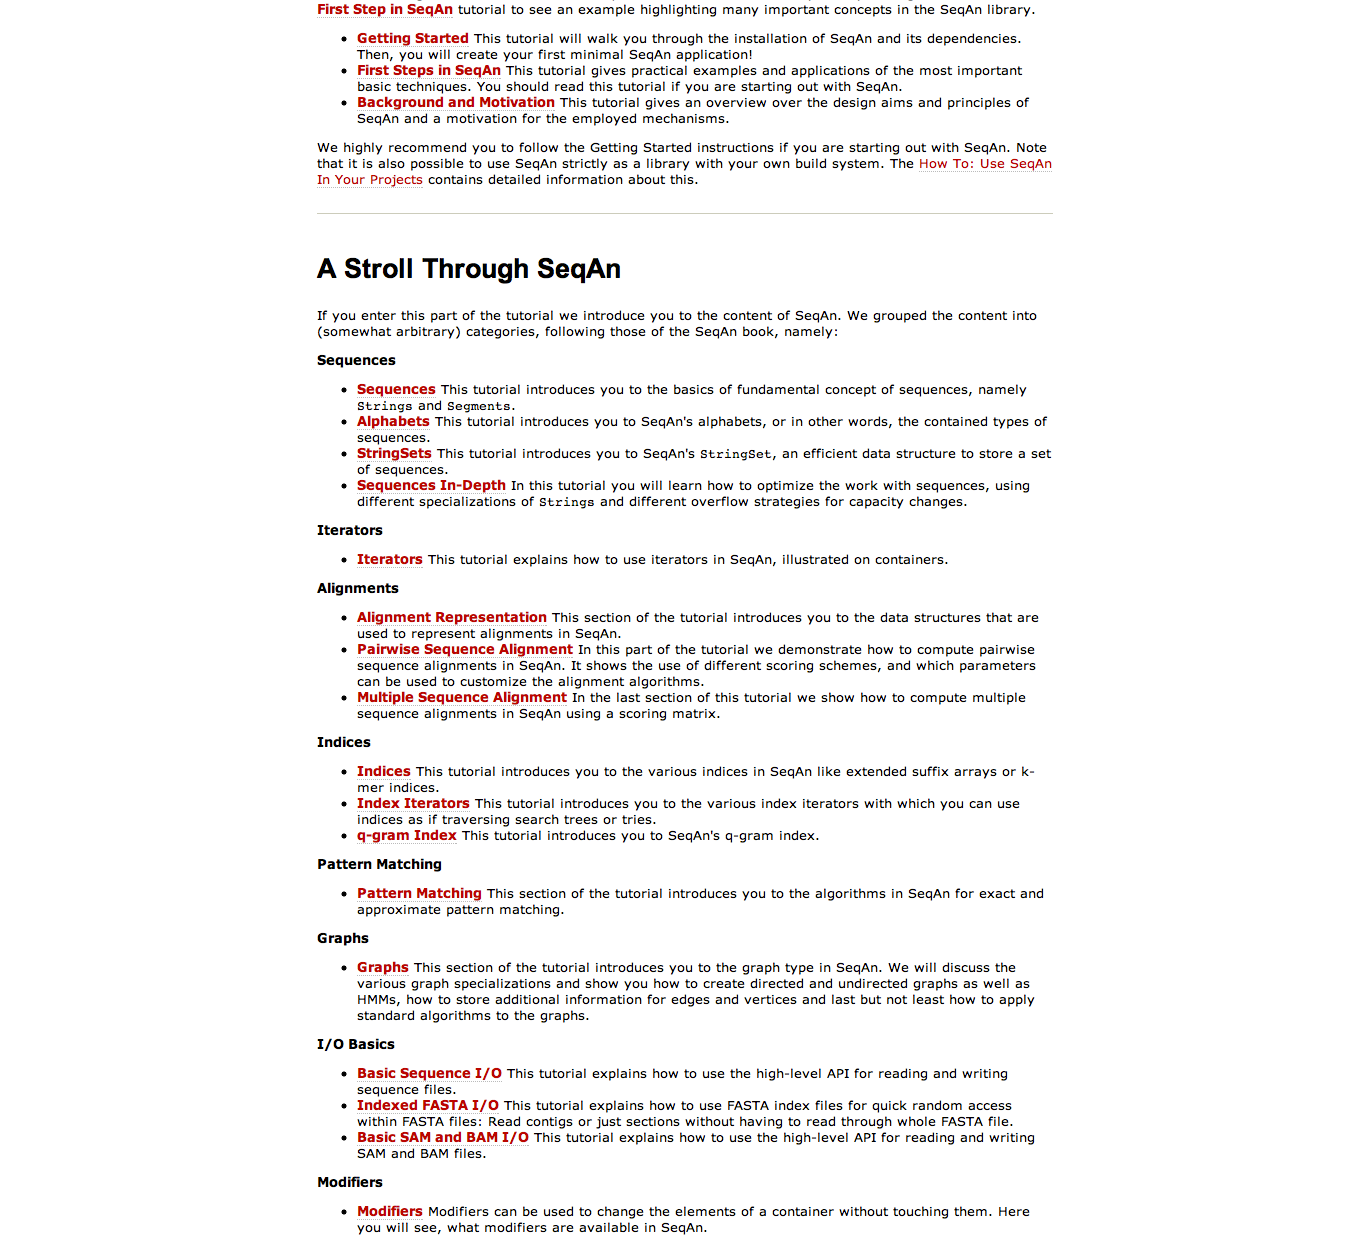 First Step in SeqAn tutorial to see an example highlighting many important concepts in the SeqAn library.
Getting Started This tutorial will walk you through the installation of SeqAn and its dependencies.
Then, you will create your first minimal SeqAn application!
First Steps in SeqAn This tutorial gives practical examples and applications of the most important
basic techniques. You should read this tutorial if you are starting out with SeqAn.
Background and Motivation This tutorial gives an overview over the design aims and principles of
SeqAn and a motivation for the employed mechanisms.
We highly recommend you to follow the Getting Started instructions if you are starting out with SeqAn. Note
that it is also possible to use SeqAn strictly as a library with your own build system. The How To: Use SeqAn
In Your Projects contains detailed information about this.
A Stroll Through SeqAn
If you enter this part of the tutorial we introduce you to the content of SeqAn. We grouped the content into
(somewhat arbitrary) categories, following those of the SeqAn book, namely:
Sequences
Sequences This tutorial introduces you to the basics of fundamental concept of sequences, namely
Strings and Segments.
Alphabets This tutorial introduces you to SeqAn's alphabets, or in other words, the contained types of
sequences.
StringSets This tutorial introduces you to SeqAn's StringSet, an efficient data structure to store a set
of sequences.
Sequences In-Depth In this tutorial you will learn how to optimize the work with sequences, using
different specializations of Strings and different overflow strategies for capacity changes.
Iterators
Iterators This tutorial explains how to use iterators in SeqAn, illustrated on containers.
Alignments
Alignment Representation This section of the tutorial introduces you to the data structures that are
used to represent alignments in SeqAn.
Pairwise Sequence Alignment In this part of the tutorial we demonstrate how to compute pairwise
sequence alignments in SeqAn. It shows the use of different scoring schemes, and which parameters
can be used to customize the alignment algorithms.
Multiple Sequence Alignment In the last section of this tutorial we show how to compute multiple
sequence alignments in SeqAn using a scoring matrix.
Indices
Indices This tutorial introduces you to the various indices in SeqAn like extended suffix arrays or k-
mer indices.
Index Iterators This tutorial introduces you to the various index iterators with which you can use
indices as if traversing search trees or tries.
q-gram Index This tutorial introduces you to SeqAn's q-gram index.
Pattern Matching
Pattern Matching This section of the tutorial introduces you to the algorithms in SeqAn for exact and
approximate pattern matching.
Graphs
Graphs This section of the tutorial introduces you to the graph type in SeqAn. We will discuss the
various graph specializations and show you how to create directed and undirected graphs as well as
HMMs, how to store additional information for edges and vertices and last but not least how to apply
standard algorithms to the graphs.
I/O Basics
Basic Sequence I/O This tutorial explains how to use the high-level API for reading and writing
sequence files.
Indexed FASTA I/O This tutorial explains how to use FASTA index files for quick random access
within FASTA files: Read contigs or just sections without having to read through whole FASTA file.
Basic SAM and BAM I/O This tutorial explains how to use the high-level API for reading and writing
SAM and BAM files.
Modifiers
Modifiers Modifiers can be used to change the elements of a container without touching them. Here
you will see, what modifiers are available in SeqAn.